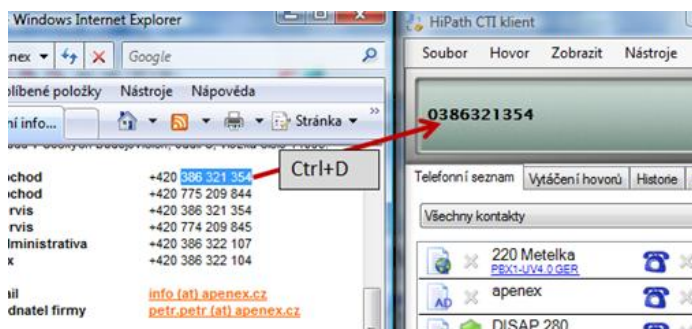 Windows Internet Explorer
Google
Nástroje Nápověda
Stránka
+420 386 321 354
+420 775 209 844
+420 386 321 354
+420 774 209 845
+420 386 322 107
+420 386 322 104
info (at) apenex.cz
petr.petr (at) apenex.cz
Ctrl+D
HiPath CTI klient
Soubor Hovor Zobrazit Nástroje
0386321354
Telefonní seznam Vytáčení hovorů Historie
Všechny kontakty
220 Metelka
PBX1-UV4.0 GER
AD
apenex
DISAP 280